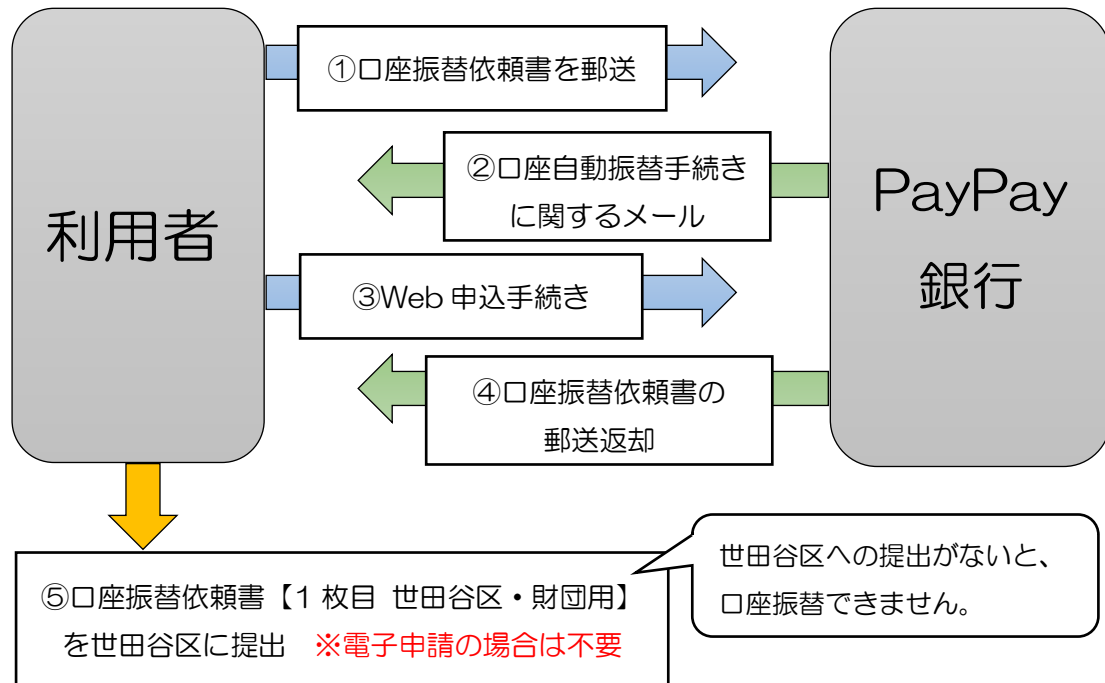 利用者
①口座振替依頼書を郵送
②口座自動振替手続き
に関するメール
③Web 申込手続き
④口座振替依頼書の
郵送返却
PayPay
銀行
⑤口座振替依頼書【1 枚目 世田谷区・財団用】
を世田谷区に提出 ※電子申請の場合は不要
世田谷区への提出がないと、
口座振替できません。